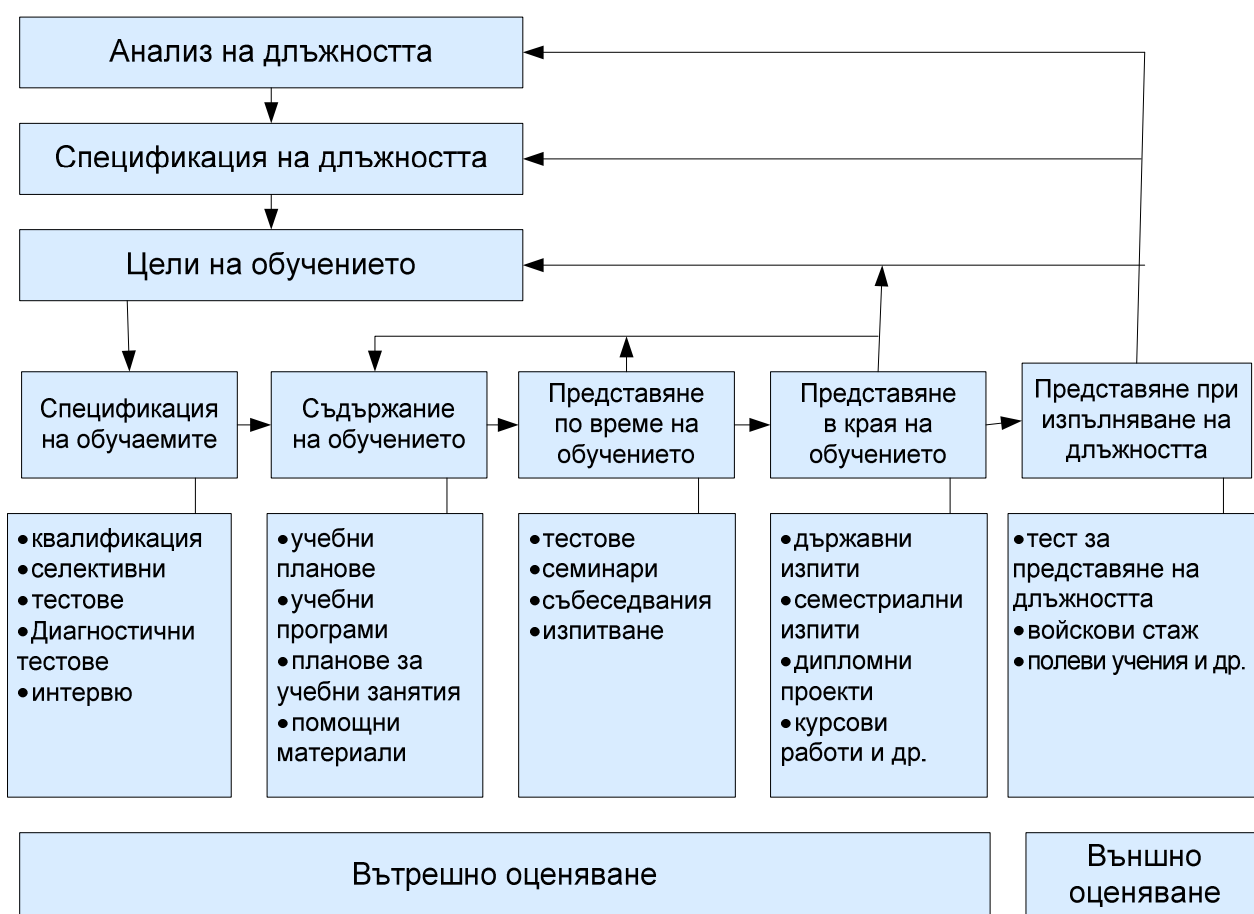 Анализ на длъжността
Спецификация на длъжността
Цели на обучението
Спецификация
на обучаемите
Съдържание
на обучението
Представяне
по време на
обучението
Представяне
в края на
обучението
Представяне при
изпълняване на
длъжността
•квалификация
•селективни
•тестове
•Диагностични
тестове
•интервю
•учебни
планове
•учебни
програми
•планове за
учебни занятия
•помощни
материали
•тестове
•семинари
•събеседвания
•изпитване
•държавни
изпити
•семестриални
изпити
•дипломни
проекти
•курсови
работи и др.
•тест за
представяне на
длъжността
•войскови стаж
•полеви учения и др.
Вътрешно оценяване
Външно
оценяване